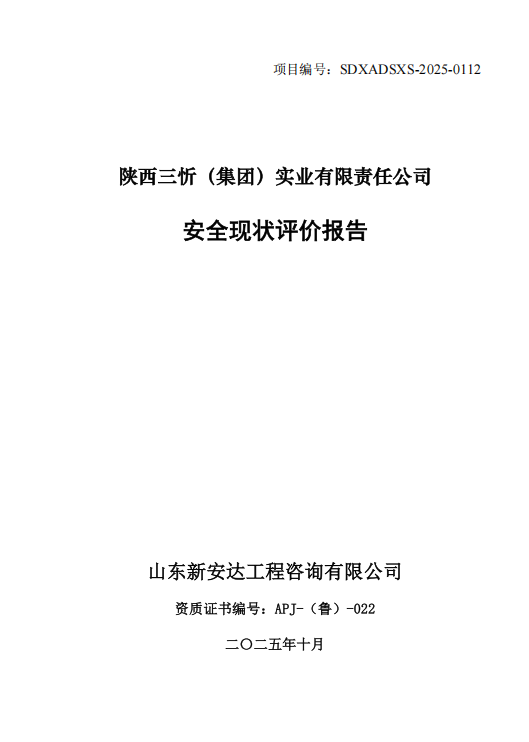 项目编号：SDXADSXS-2025-0112
陕西三忻（集团）实业有限责任公司
安全现状评价报告
山东新安达工程咨询有限公司
资质证书编号：APJ-（鲁）-022
二〇二五年十月